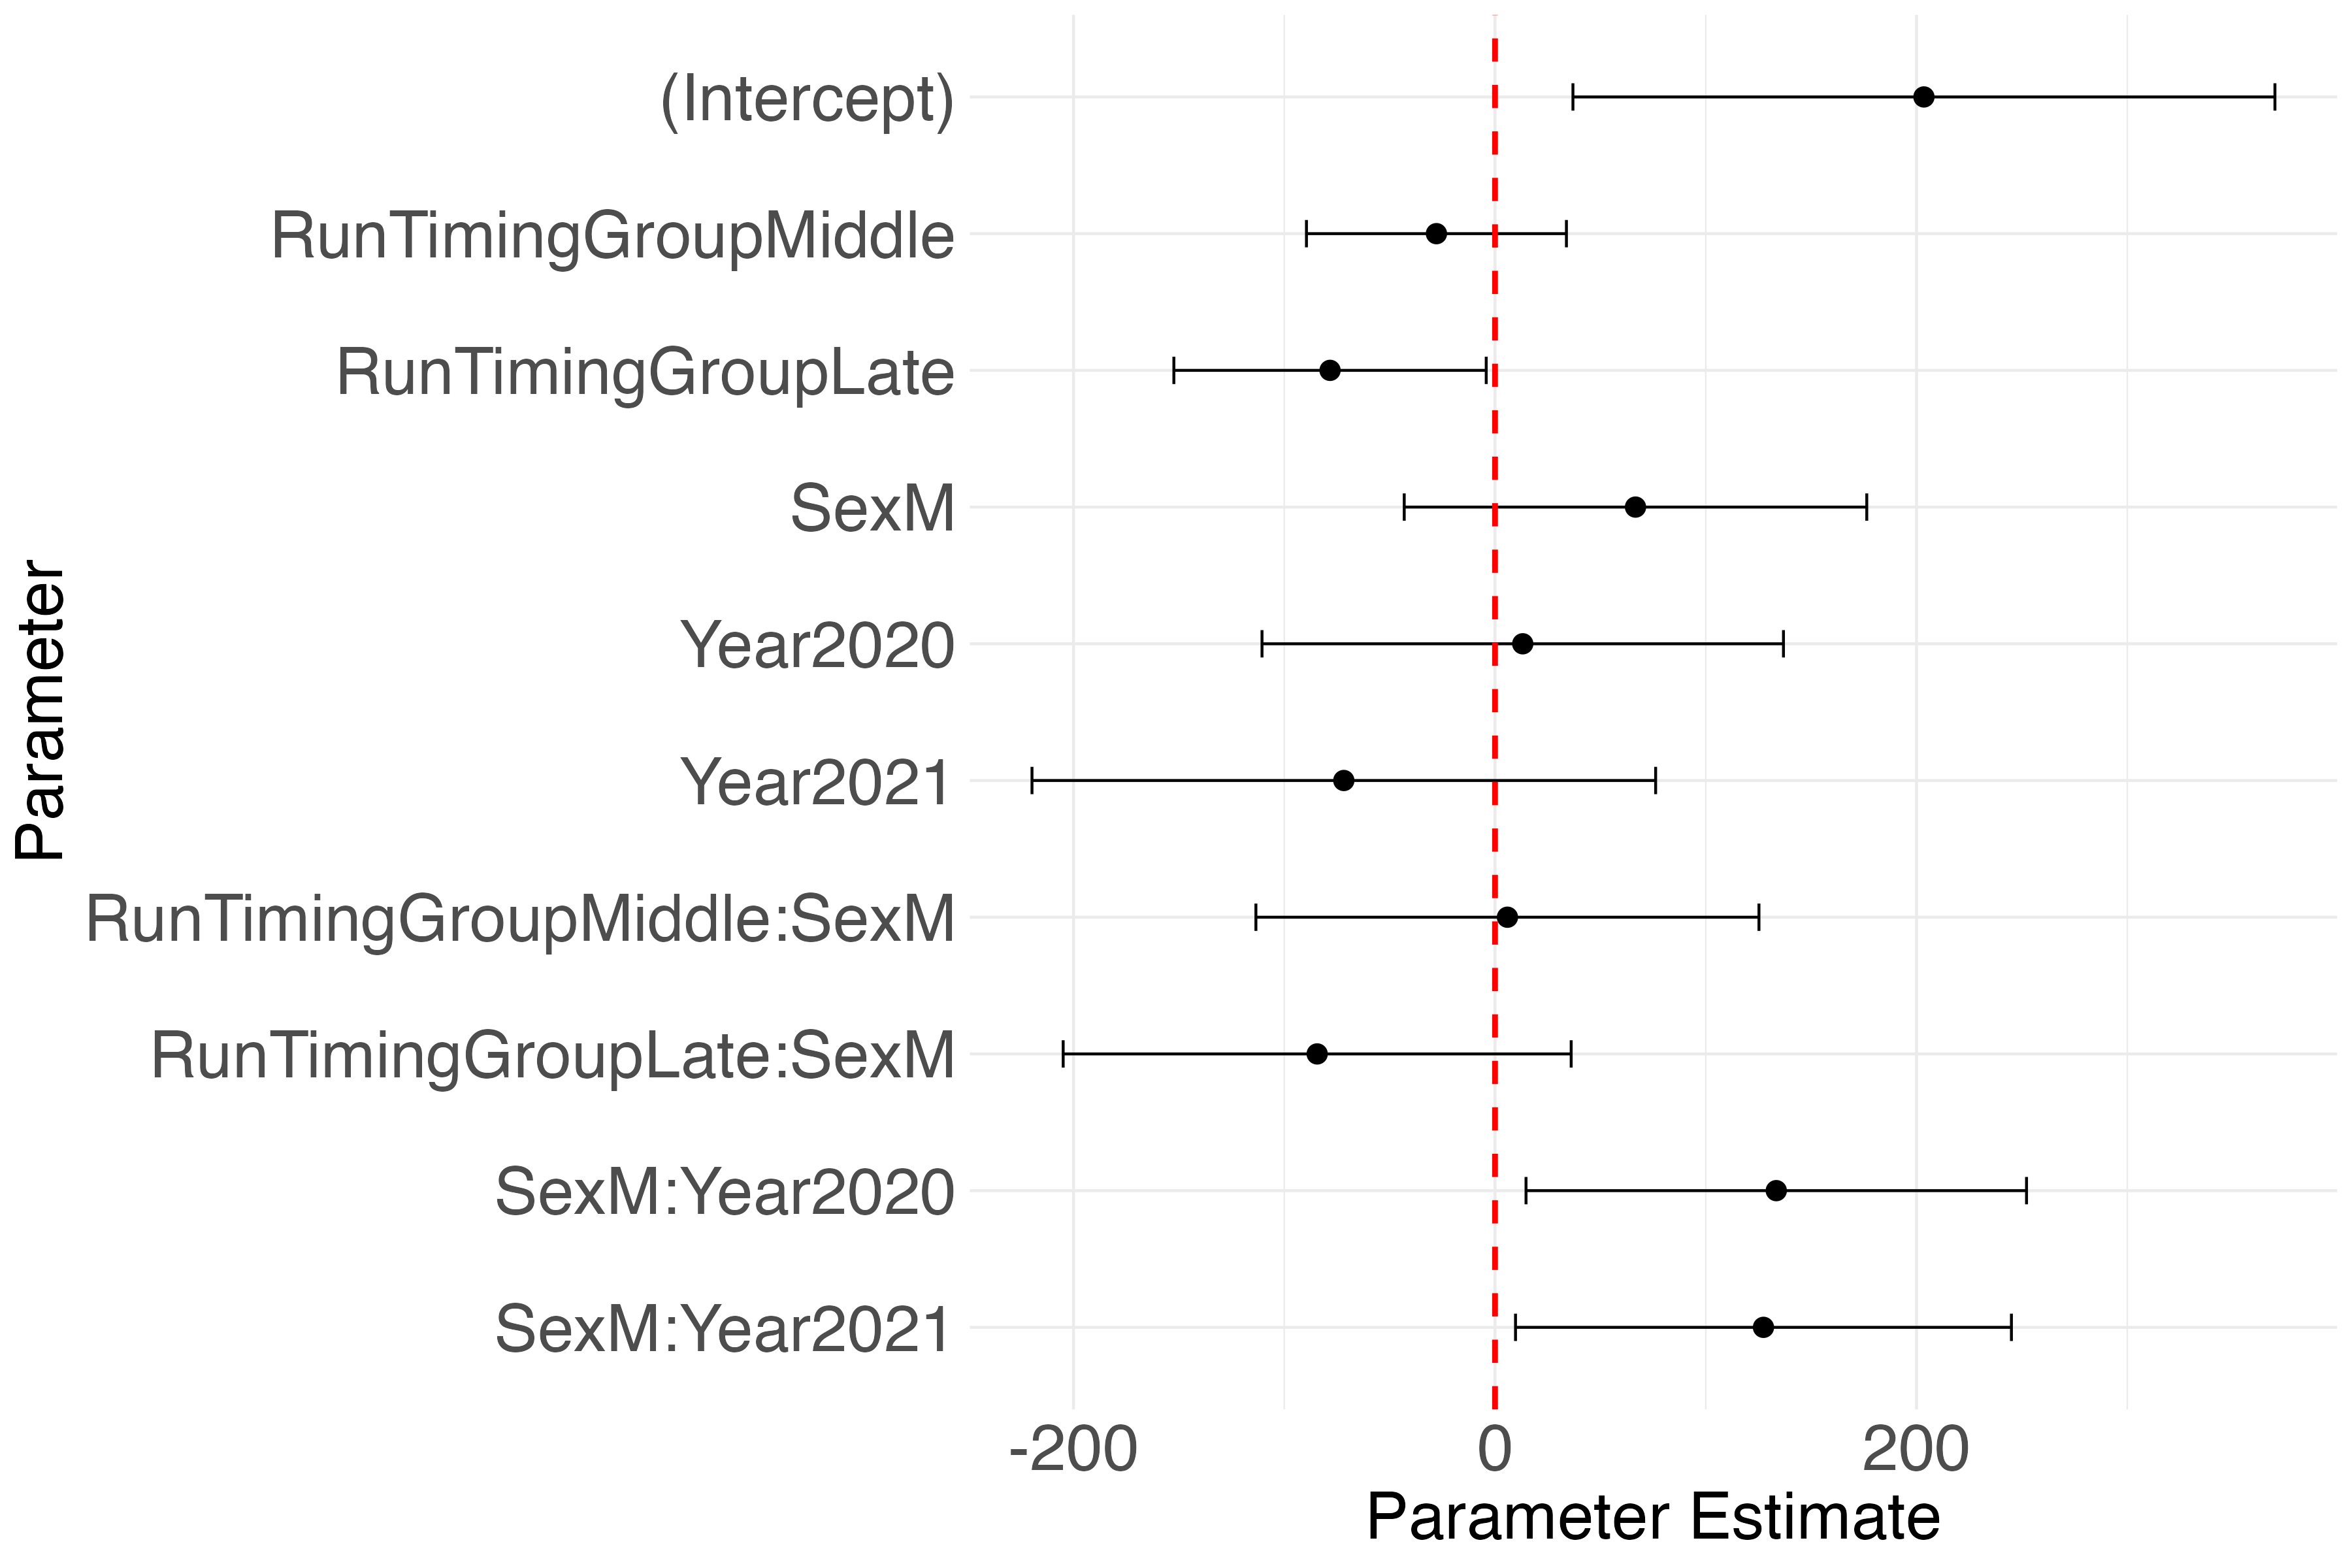 (Intercept)
RunTimingGroupMiddle
RunTimingGroupLate
SexM
Year2020
Year2021
RunTimingGroupMiddle:SexM
RunTimingGroupLate:SexM
SexM:Year2020
SexM:Year2021
Parameter
-200 0 200
Parameter Estimate